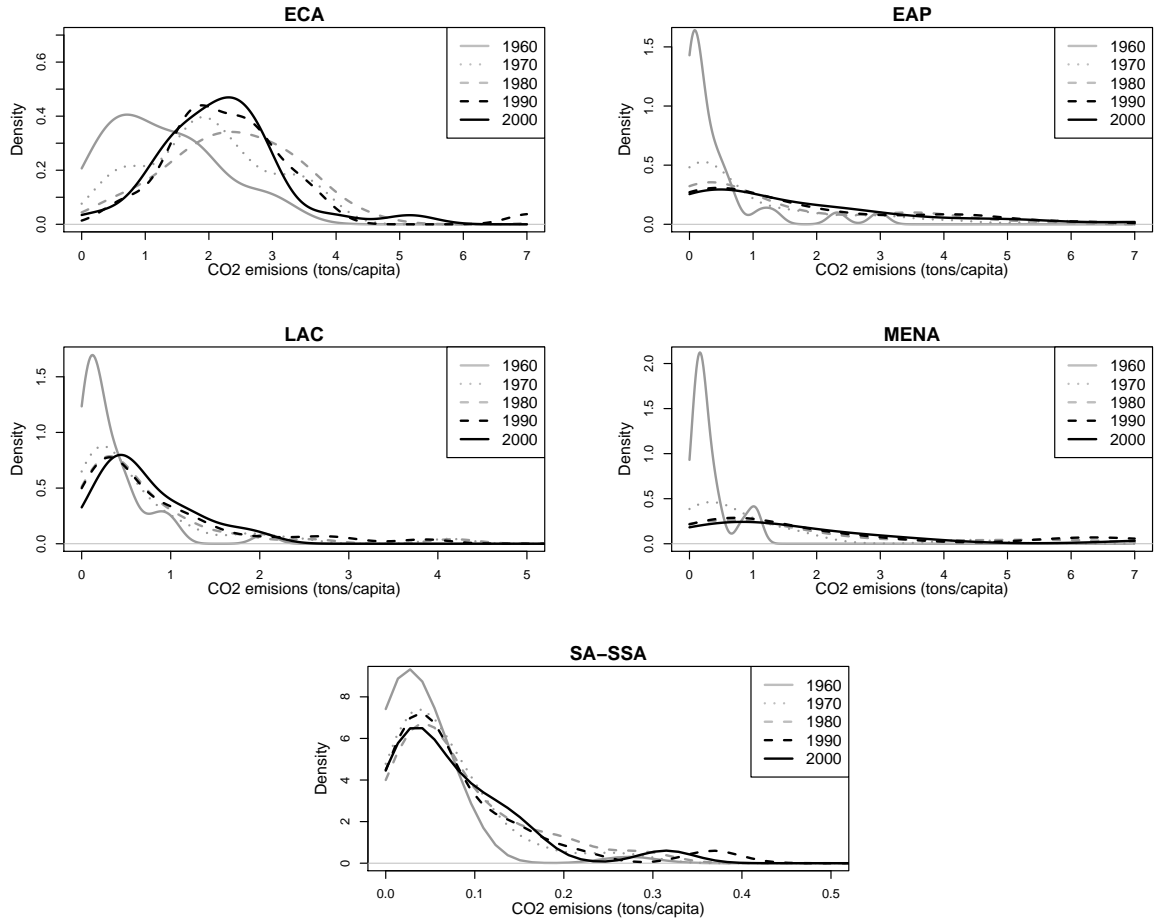 ECA
Density
0.0 0.2 0.4 0.6
0 1 2 3 4 5 6 7
CO2 emisions (tons/capita)
1960
1970
1980
1990
2000
EAP
Density
0.0 0.5 1.0 1.5
0 1 2 3 4 5 6 7
CO2 emisions (tons/capita)
1960
1970
1980
1990
2000
LAC
Density
0.0 0.5 1.0 1.5
0 1 2 3 4 5
CO2 emisions (tons/capita)
1960
1970
1980
1990
2000
MENA
Density
0.0 0.5 1.0 1.5 2.0
0 1 2 3 4 5 6 7
CO2 emisions (tons/capita)
1960
1970
1980
1990
2000
SA−SSA
Density
0 2 4 6 8
0.0 0.1 0.2 0.3 0.4 0.5
CO2 emisions (tons/capita)
1960
1970
1980
1990
2000